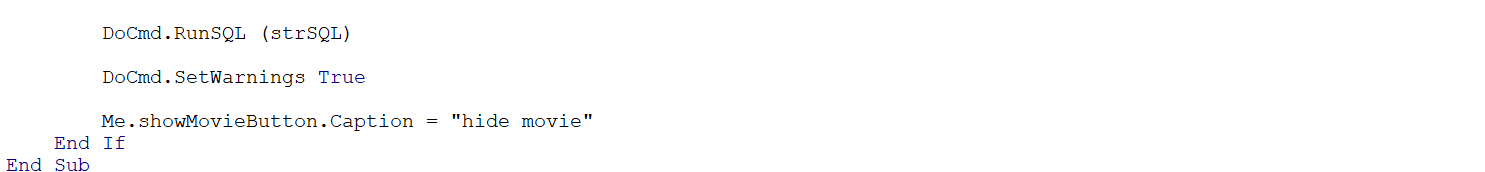 DoCmd.RunSQL (strSQL)
DoCmd.SetWarnings True
Me.showMovieButton.Caption = "hide movie"
End If
End Sub